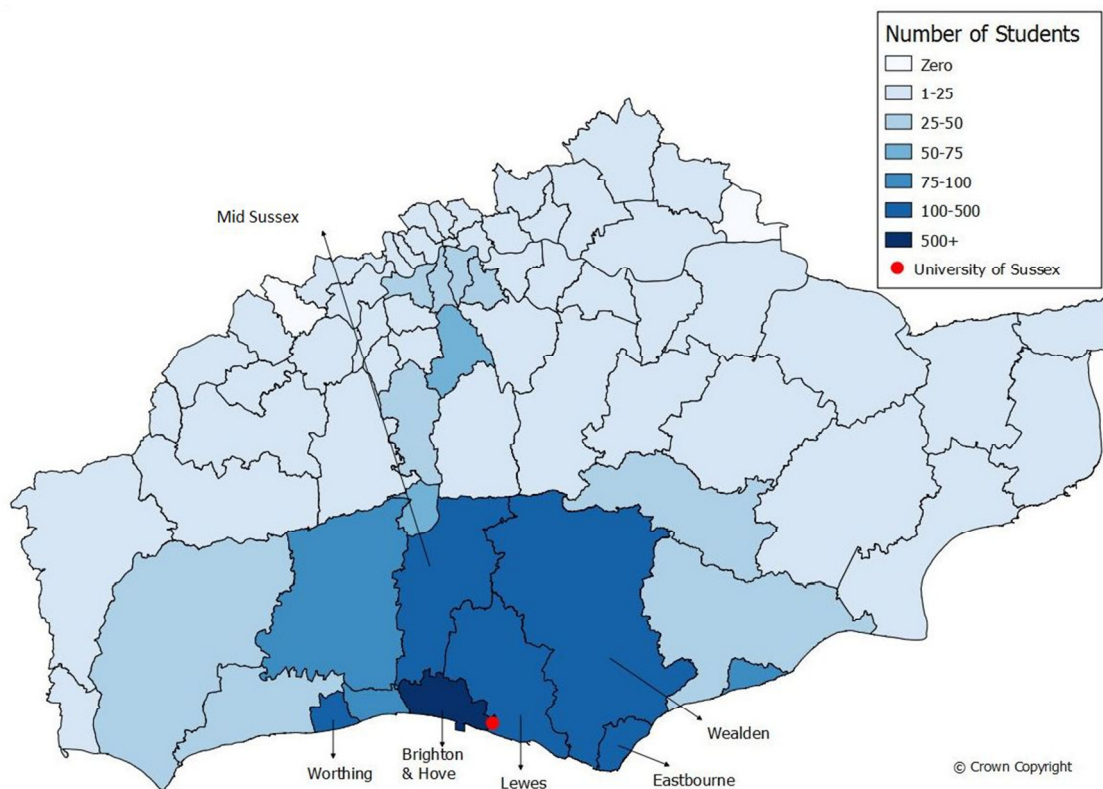 Number of Students
Zero
1-25
25-50
50-75
75-100
100-500
500+
University of Sussex
Mid Sussex
Wealden
Brighton
& Hove
Worthing
Lewes
Eastbourne
© Crown Copyright